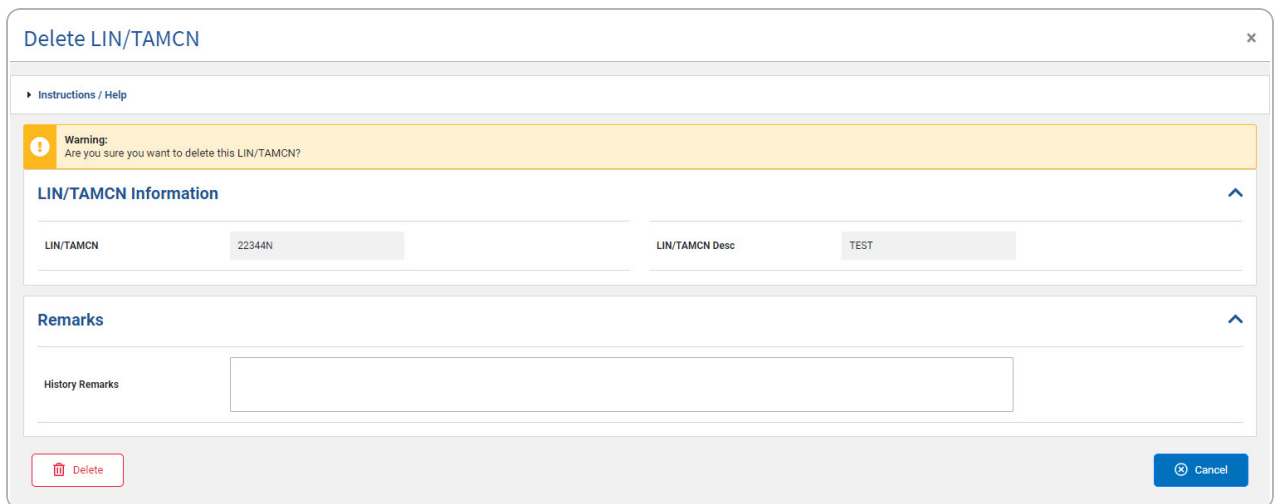 Delete LIN/TAMCN
Instructions / Help
Warning:
Are you sure you want to delete this LIN/TAMCN?
LIN/TAMCN Information
LIN/TAMCN 22344N LIN/TAMCN Desc TEST
Remarks
History Remarks
Delete Cancel